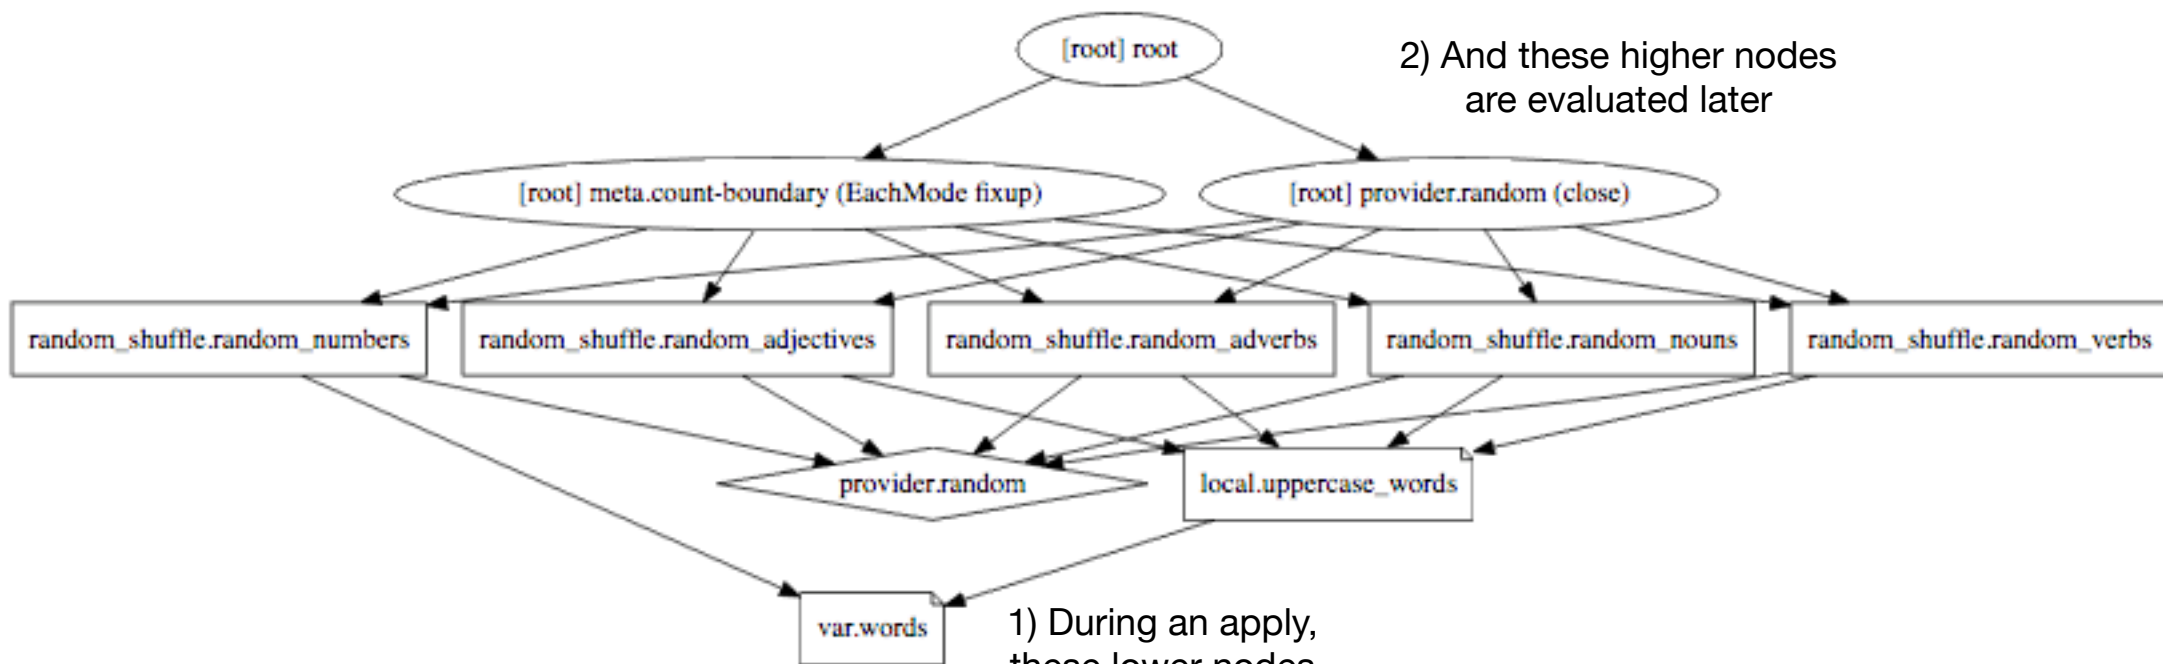 [root] root
2) And these higher nodes
are evaluated later
[root] meta.count-boundary (EachMode fixup)
[root] provider.random (close)
random_shuffle.random_numbers
random_shuffle.random_adjectives
random_shuffle.random_adverbs
random_shuffle.random_nouns
random_shuffle.random_verbs
provider.random
local.uppercase_words
var.words
1) During an apply,
these lower nodes